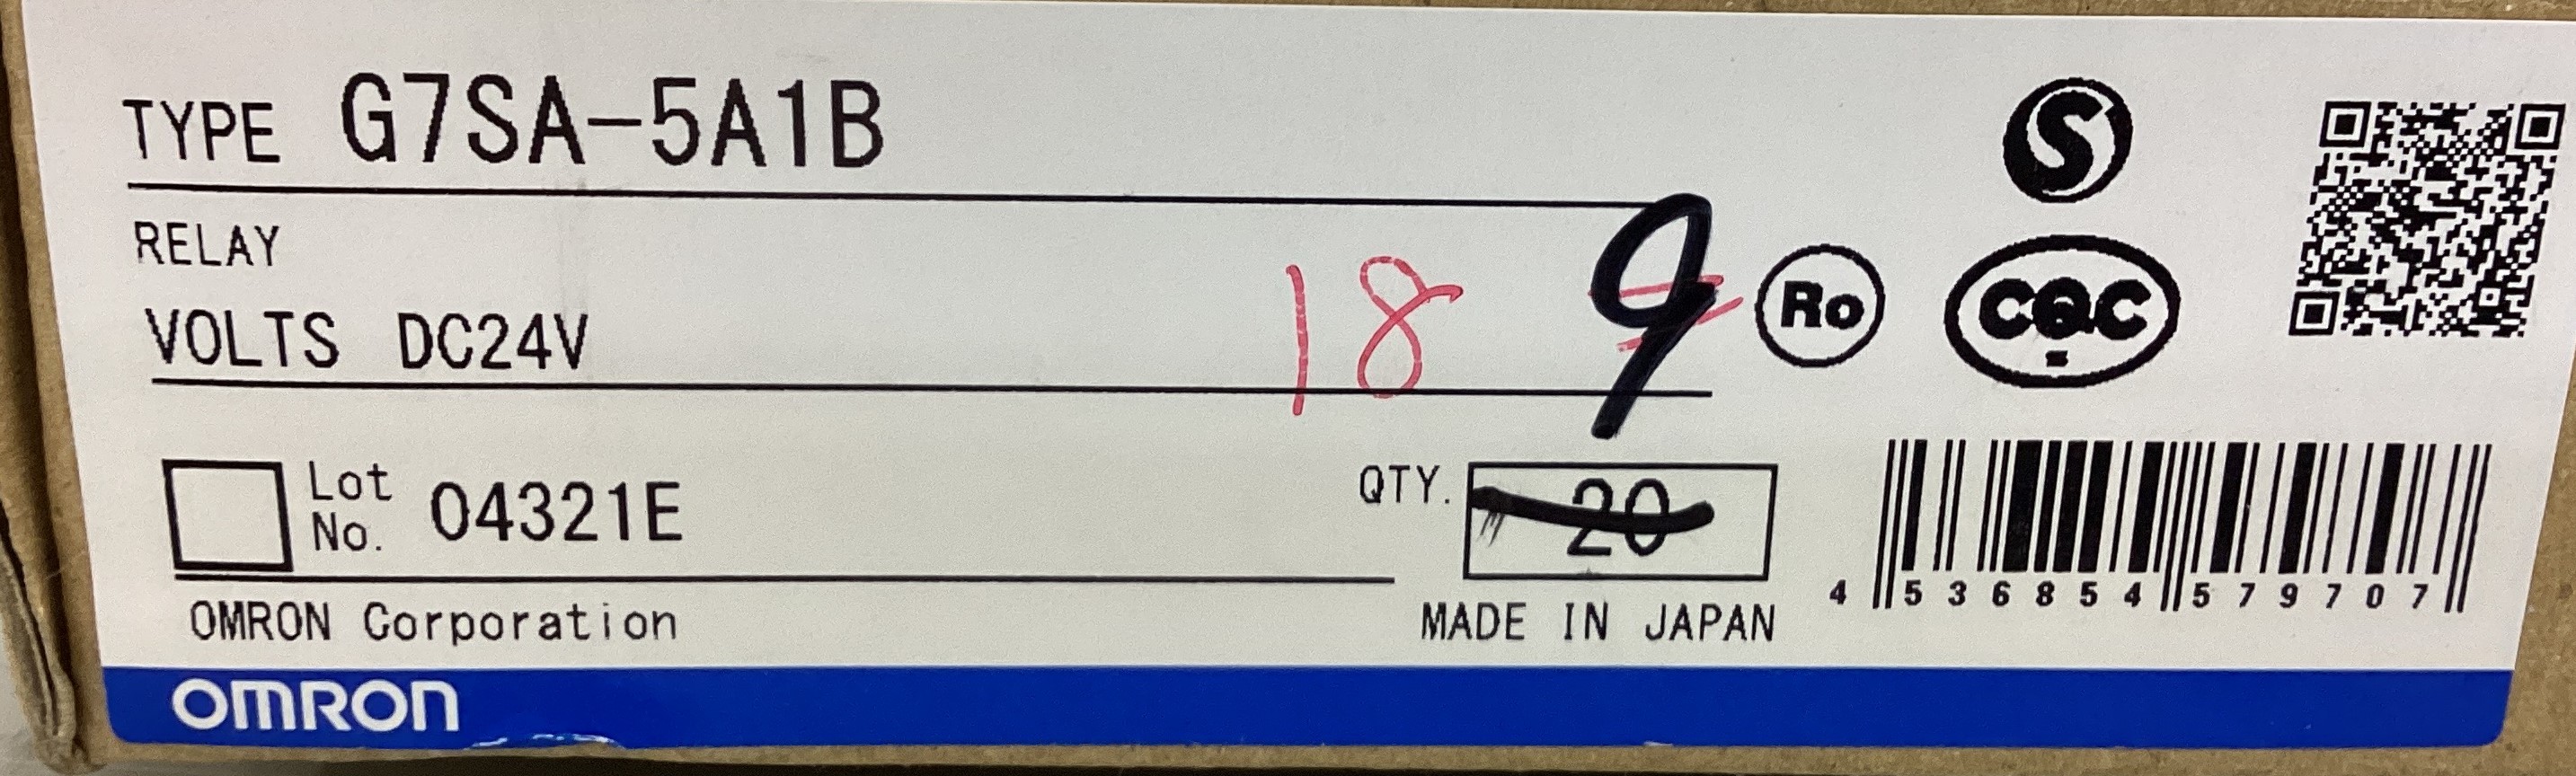 TYPE G7SA-5A1B
RELAY
18 9
VOLTS DC24V
Ro
S
CQC
Lot No. 04321E
QTY. 20
4 536854 579707
OMRON Corporation
MADE IN JAPAN
OMRON